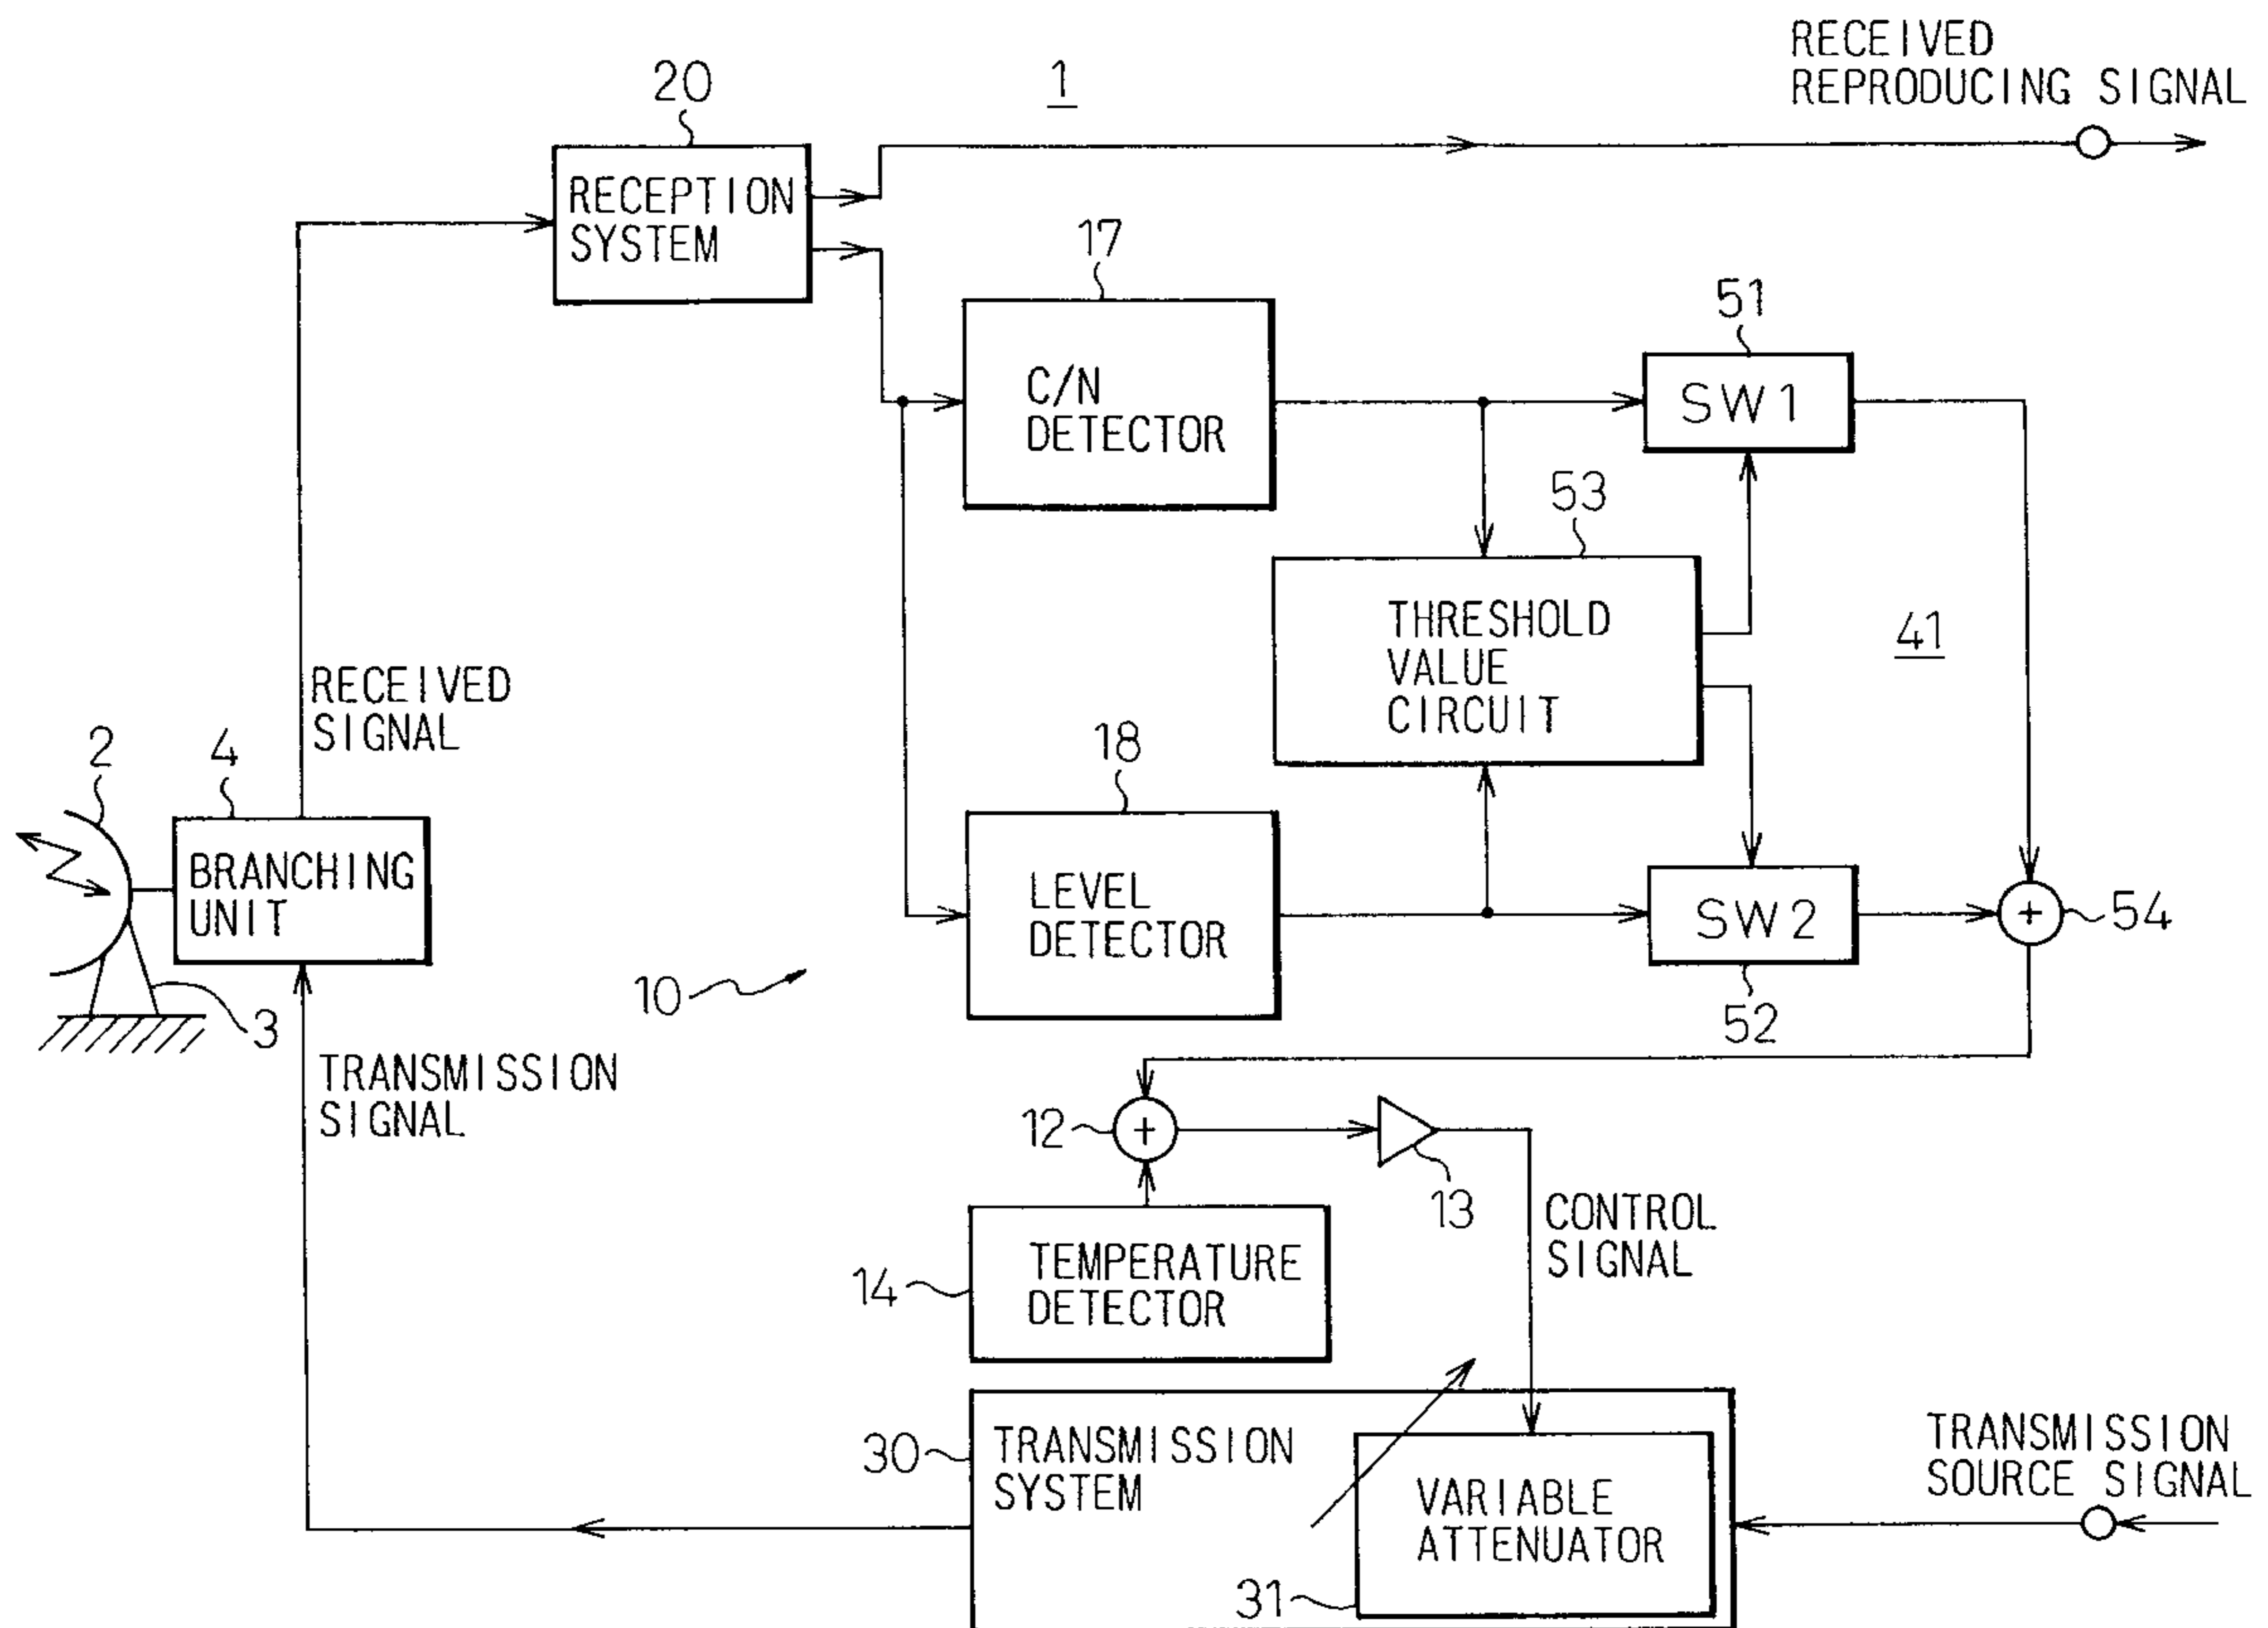 RECEIVED
REPRODUCING SIGNAL
20
1
RECEPTION
SYSTEM
17
C/N
DETECTOR
51
SW1
53
THRESHOLD
VALUE
CIRCUIT
41
RECEIVED
SIGNAL
2
4
BRANCHING
UNIT
3
18
LEVEL
DETECTOR
10
SW2
52
54
TRANSMISSION
SIGNAL
12
13
CONTROL
SIGNAL
14
TEMPERATURE
DETECTOR
30
TRANSMISSION
SYSTEM
31
VARIABLE
ATTENUATOR
TRANSMISSION
SOURCE SIGNAL